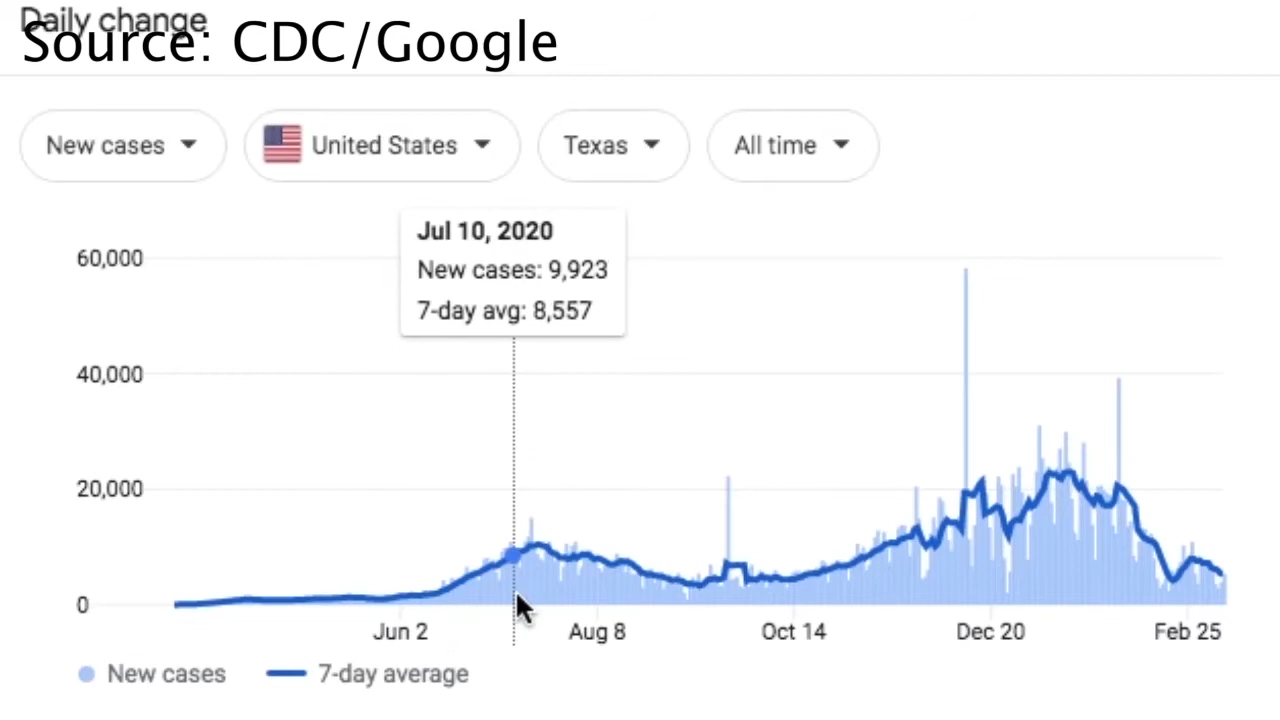 Daily change
Source: CDC/Google
New cases United States Texas All time
Jul 10, 2020
New cases: 9,923
7-day avg: 8,557
60,000
40,000
20,000
0
Jun 2 Aug 8 Oct 14 Dec 20 Feb 25
New cases 7-day average